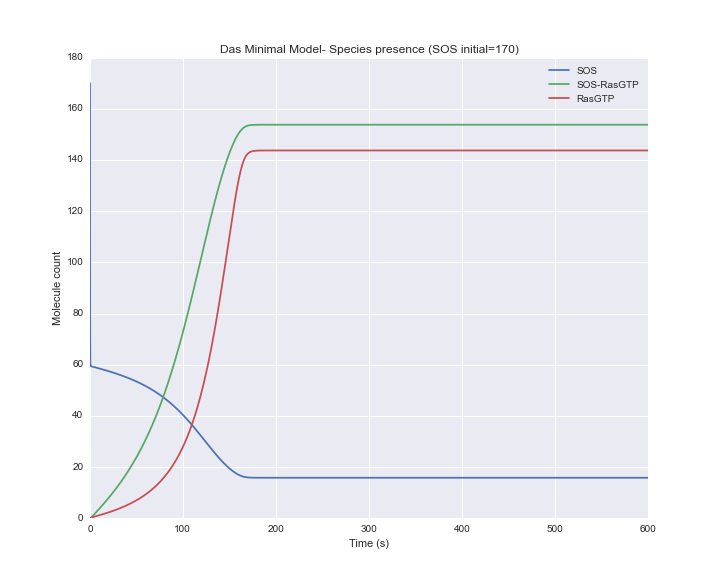 Das Minimal Model- Species presence (SOS initial=170)
SOS
SOS-RasGTP
RasGTP
Molecule count
180
160
140
120
100
80
60
40
20
0
0 100 200 300 400 500 600
Time (s)